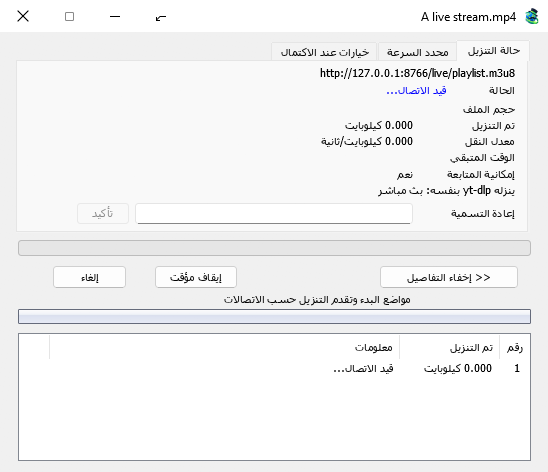 A live stream.mp4
حالة التنزيل
محدد السرعة
خيارات عند الاكتمال
http://127.0.0.1:8766/live/playlist.m3u8
الحالة قيد الاتصال...
حجم الملف
تم التنزيل 0.000 كيلوبايت
معدل النقل 0.000 كيلوبايت/ثانية
الوقت المتبقي
إمكانية المتابعة نعم
ينزله yt-dlp بنفسه: بث مباشر
إعادة التسمية تأكيد
>> إخفاء التفاصيل إيقاف مؤقت إلغاء
مواضع البدء وتقدم التنزيل حسب الاتصالات
رقم تم التنزيل معلومات
1 0.000 كيلوبايت قيد الاتصال...